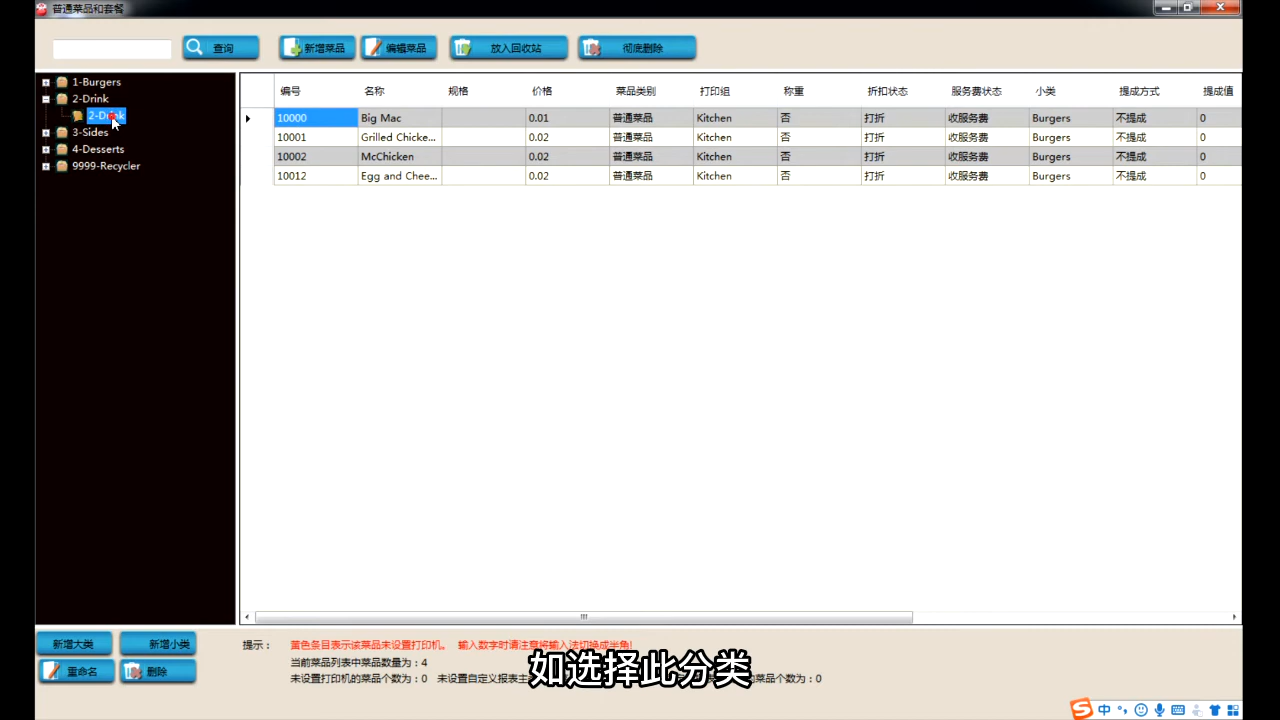 普通菜品和套餐
查询 新增菜品 编辑菜品 放入回收站 彻底删除
1-Burgers
2-Drink
2-Drink
3-Sides
4-Desserts
9999-Recycler
编号 名称 规格 价格 菜品类别 打印组 称重 折扣状态 服务费状态 小类 提成方式 提成值
10000 Big Mac 0.01 普通菜品 Kitchen 否 打折 收服务费 Burgers 不提成 0
10001 Grilled Chicke... 0.02 普通菜品 Kitchen 否 打折 收服务费 Burgers 不提成 0
10002 McChicken 0.02 普通菜品 Kitchen 否 打折 收服务费 Burgers 不提成 0
10012 Egg and Chee... 0.02 普通菜品 Kitchen 否 打折 收服务费 Burgers 不提成 0
新增大类 新增小类
重命名 删除
提示： 黄色条目表示该菜品未设置打印机。 输入数字时请注意将输入法切换成半角!
当前菜品列表中菜品数量为：4
未设置打印机的菜品个数为：0 未设置自定义报表主 菜品个数为：0
如选择此分类
中